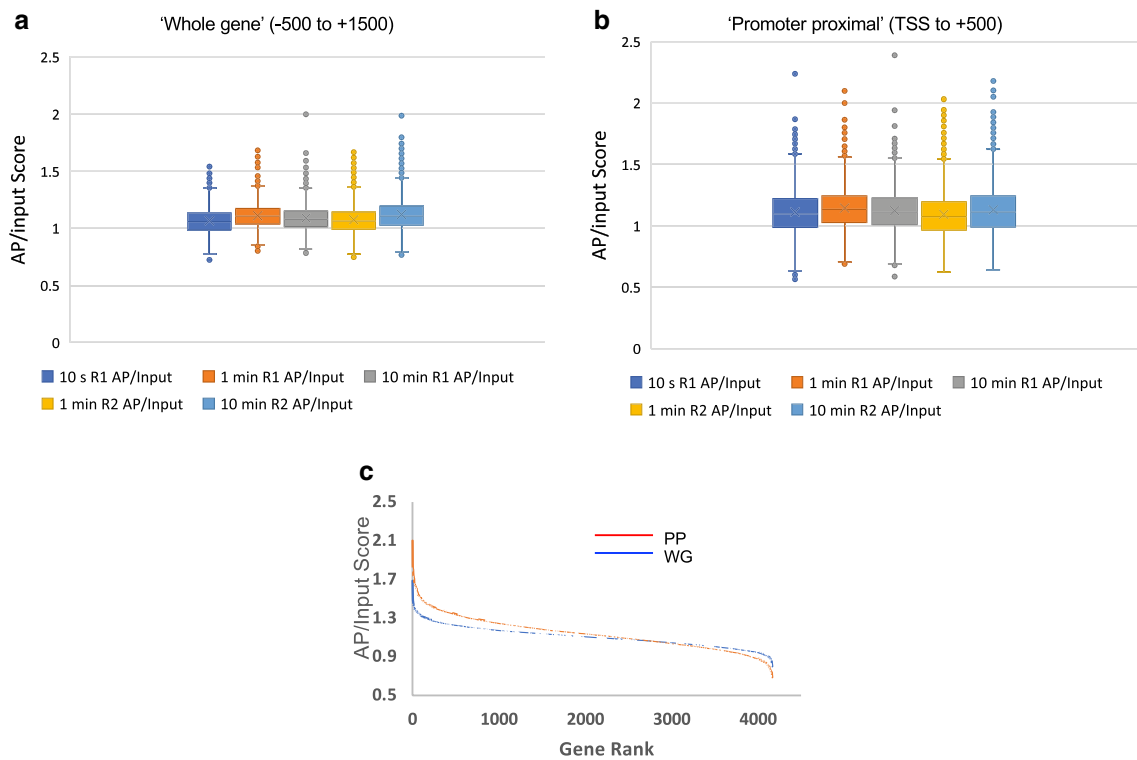 a
'Whole gene' (–500 to +1500)
2.5
2
1.5
1
0.5
0
AP/input Score
10 s R1 AP/Input
1 min R1 AP/Input
10 min R1 AP/Input
1 min R2 AP/Input
10 min R2 AP/Input
b
'Promoter proximal' (TSS to +500)
2.5
2
1.5
1
0.5
0
AP/input Score
10 s R1 AP/Input
1 min R1 AP/Input
10 min R1 AP/Input
1 min R2 AP/Input
10 min R2 AP/Input
c
2.5
2.1
1.7
1.3
0.9
0.5
AP/Input Score
PP
WG
0 1000 2000 3000 4000
Gene Rank